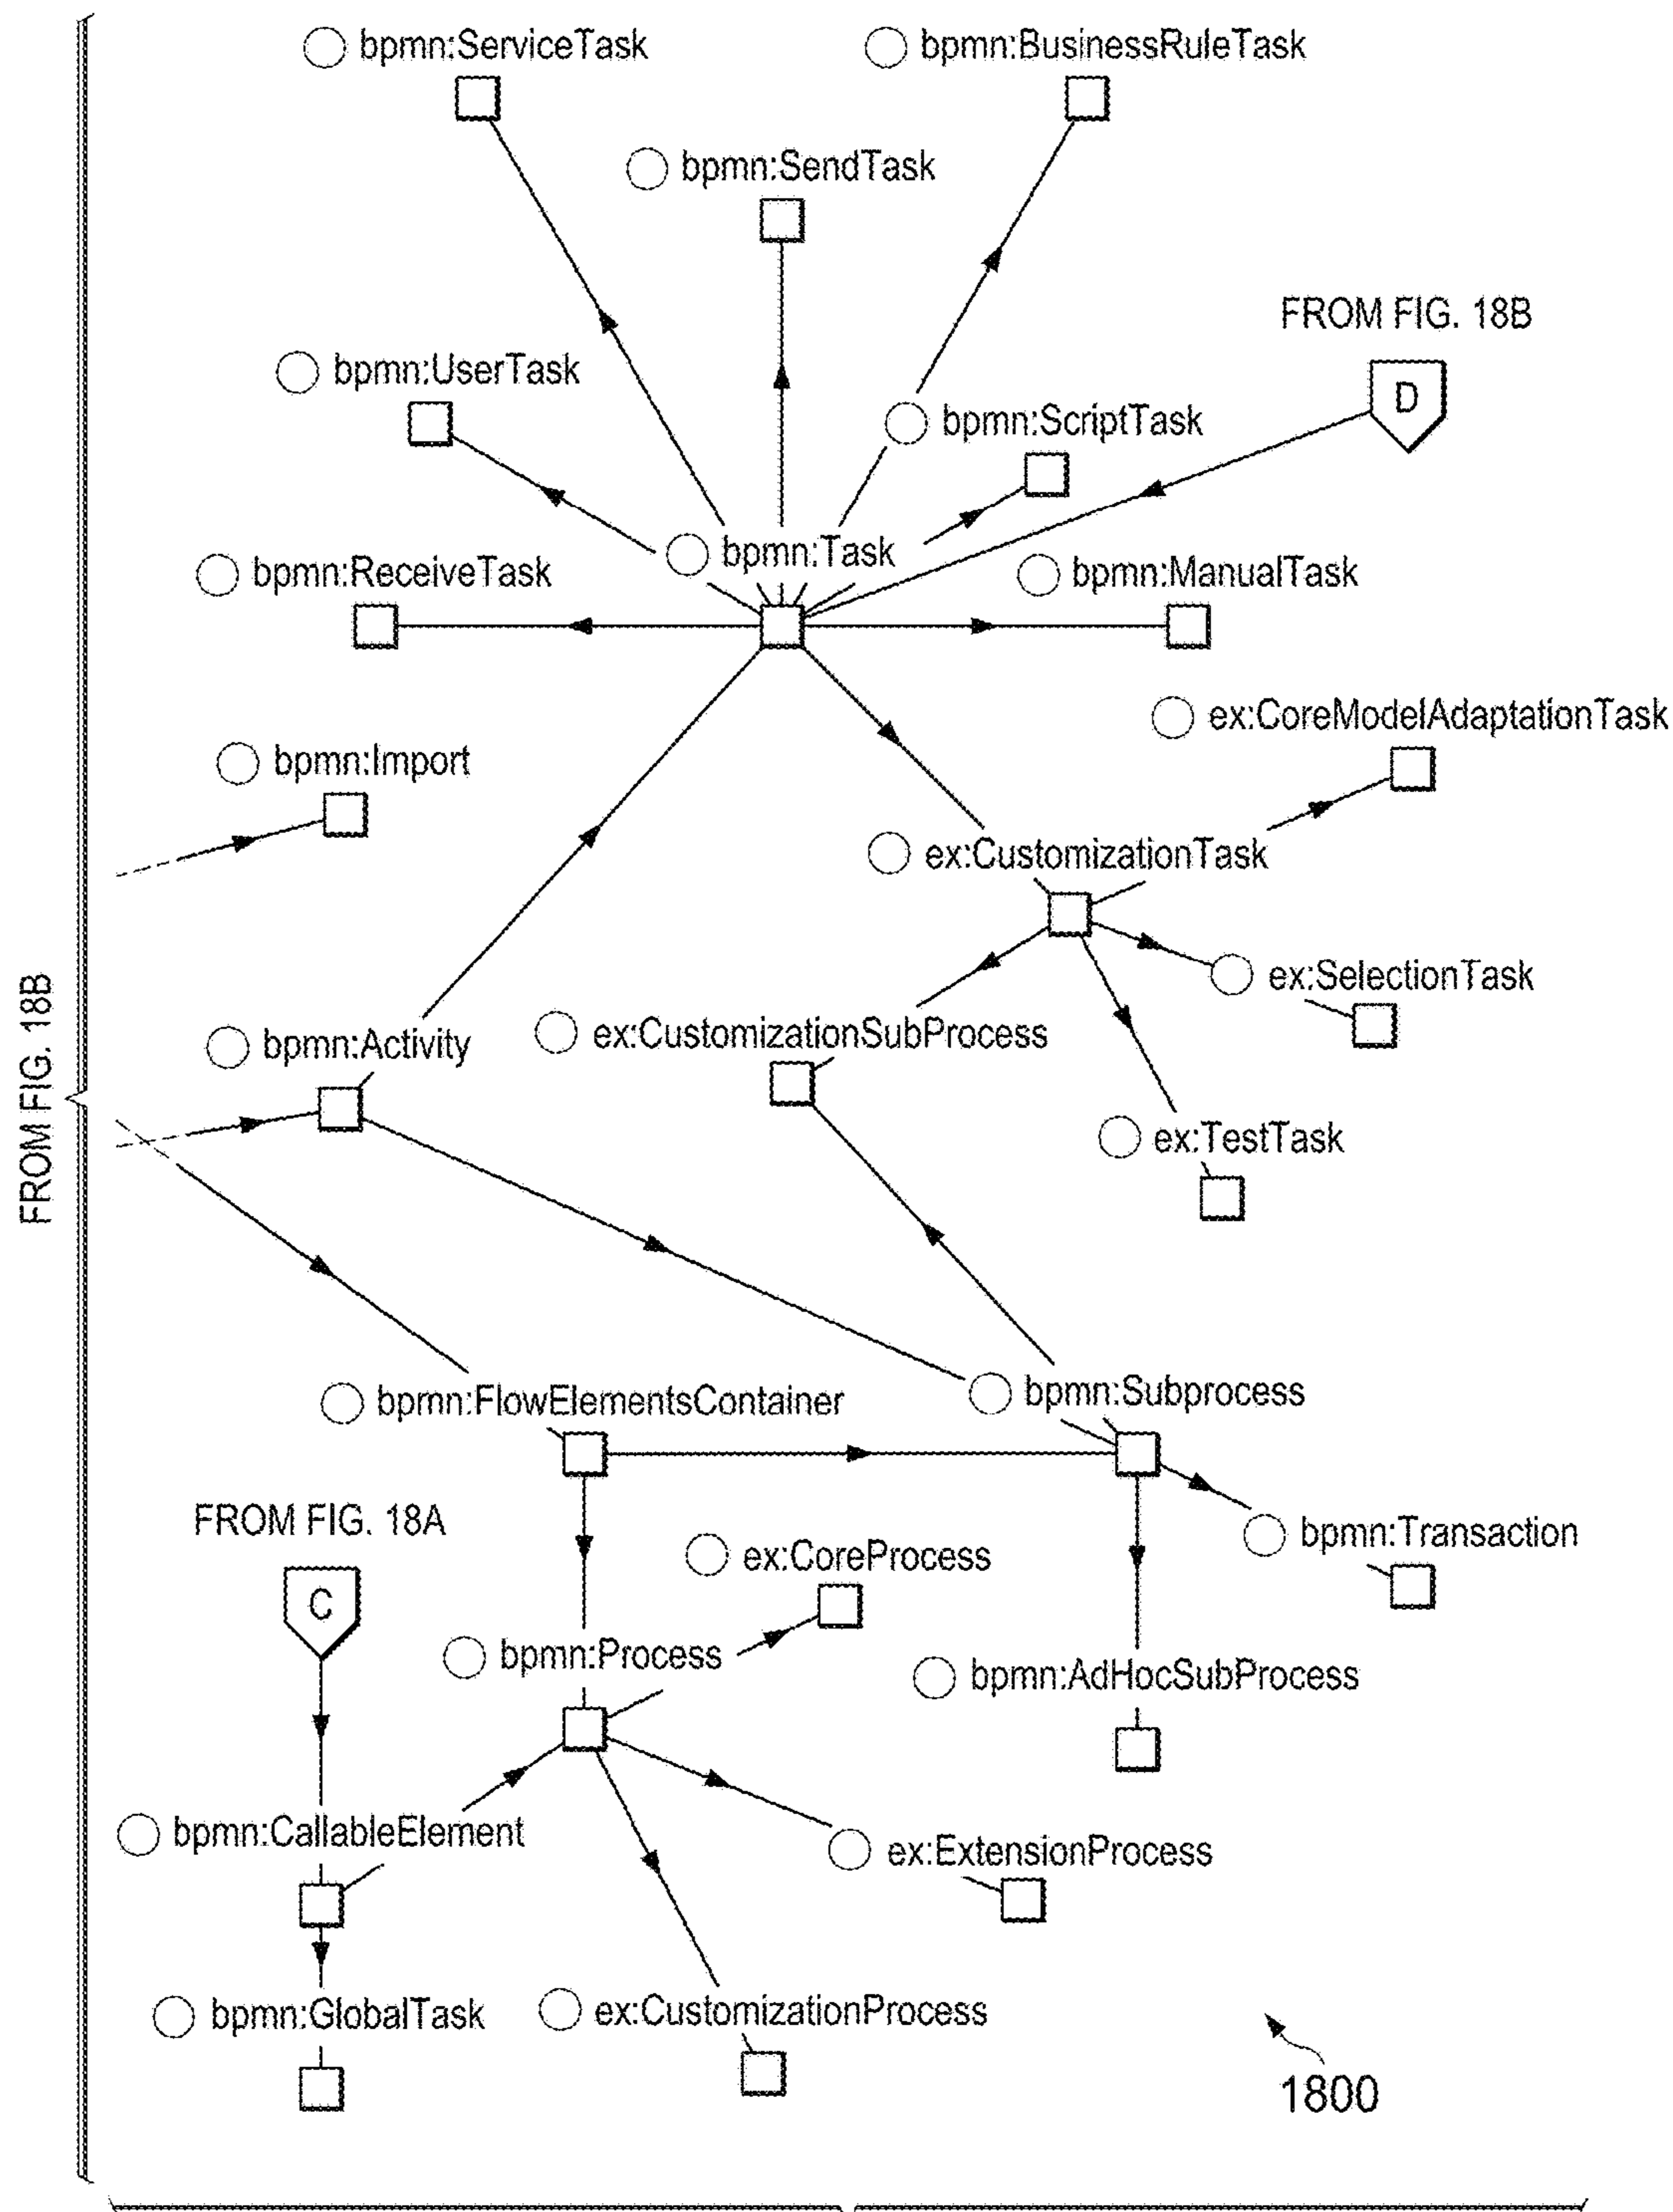 bpmn:ServiceTask
bpmn:BusinessRuleTask
bpmn:SendTask
FROM FIG. 18B
bpmn:UserTask
D
bpmn:ScriptTask
bpmn:Task
bpmn:ReceiveTask
bpmn:ManualTask
ex:CoreModelAdaptationTask
bpmn:Import
ex:CustomizationTask
ex:SelectionTask
FROM FIG. 18B
ex:CustomizationSubProcess
bpmn:Activity
ex:TestTask
bpmn:Subprocess
bpmn:FlowElementsContainer
FROM FIG. 18A
bpmn:Transaction
ex:CoreProcess
C
bpmn:Process
bpmn:AdHocSubProcess
bpmn:CallableElement
ex:ExtensionProcess
bpmn:GlobalTask
ex:CustomizationProcess
1800